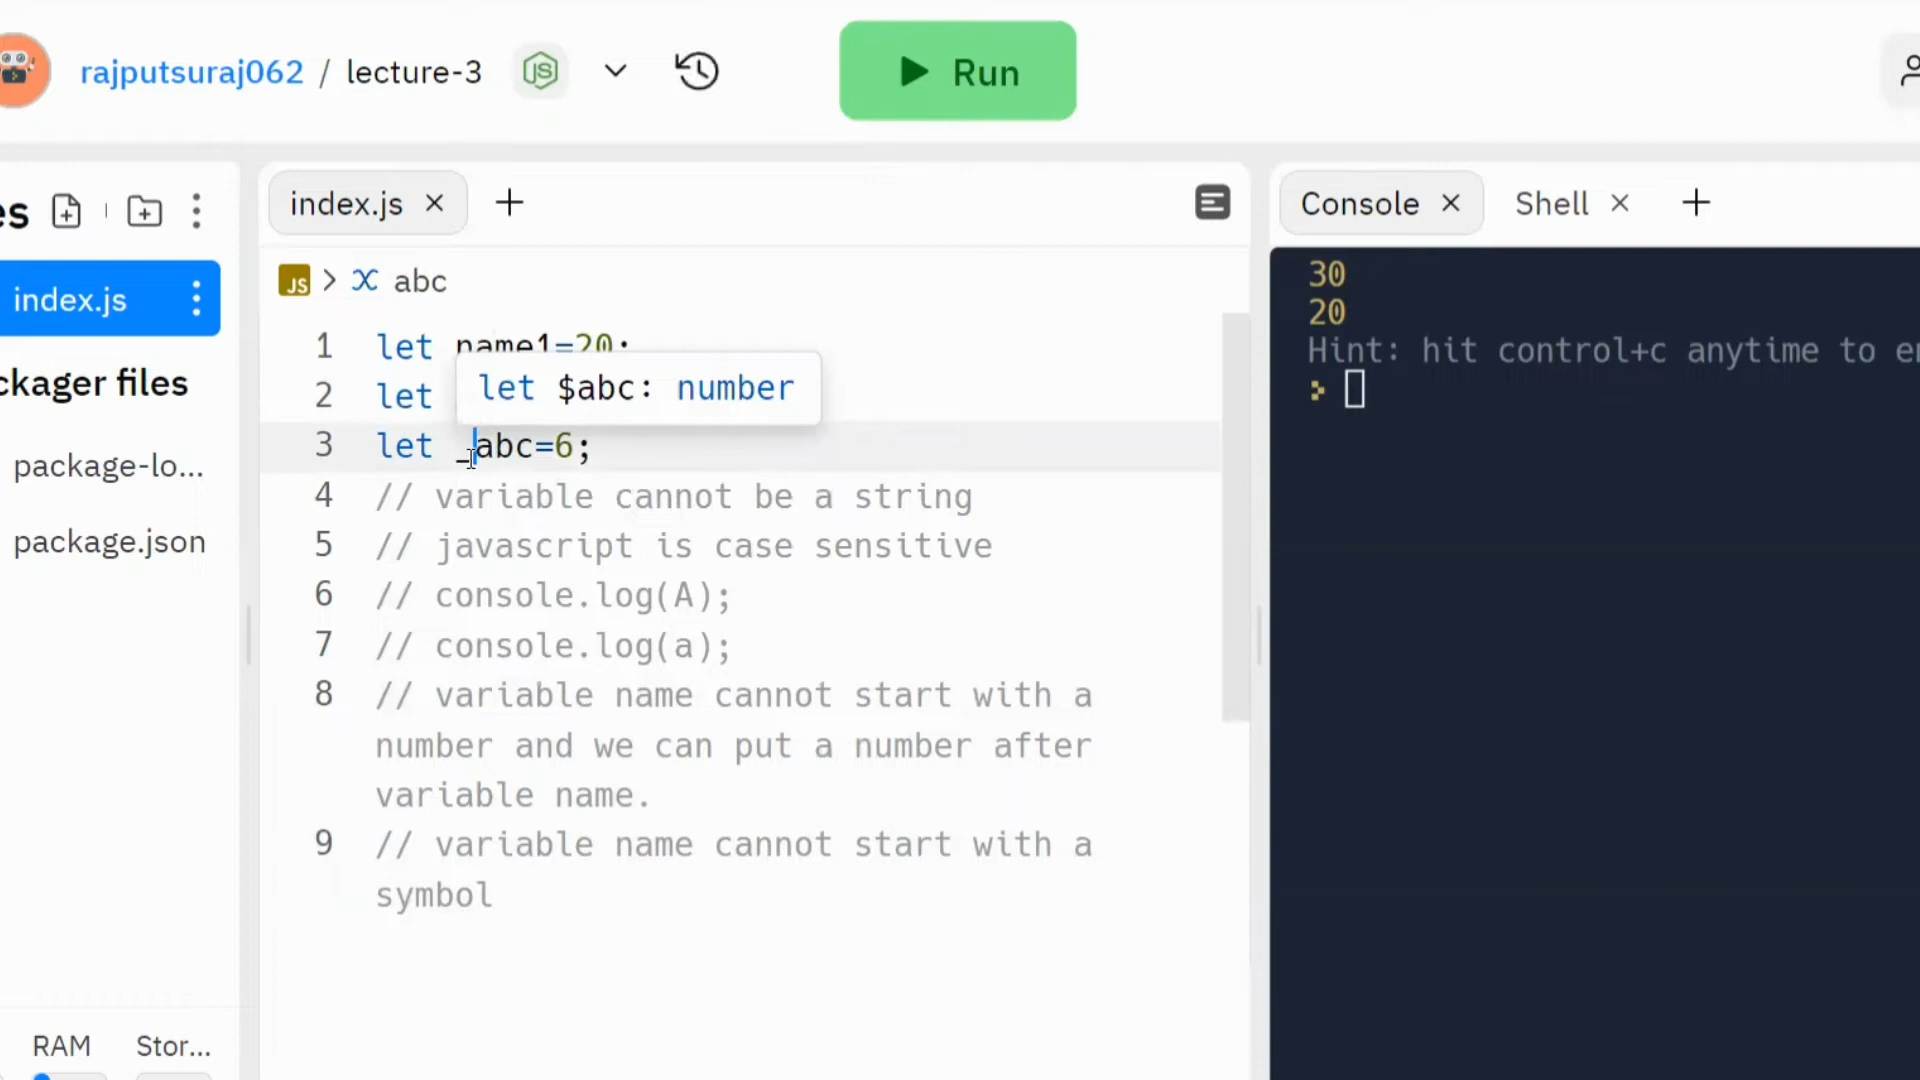 rajputsuraj062 / lecture-3
Run
es
index.js
Console
Shell
index.js
JS > abc
ckager files
package-lo...
package.json
1 let name1=20;
2 let
let $abc: number
3 let _abc=6;
4 // variable cannot be a string
5 // javascript is case sensitive
6 // console.log(A);
7 // console.log(a);
8 // variable name cannot start with a
number and we can put a number after
variable name.
9 // variable name cannot start with a
symbol
30
20
Hint: hit control+c anytime to en
RAM
Stor...